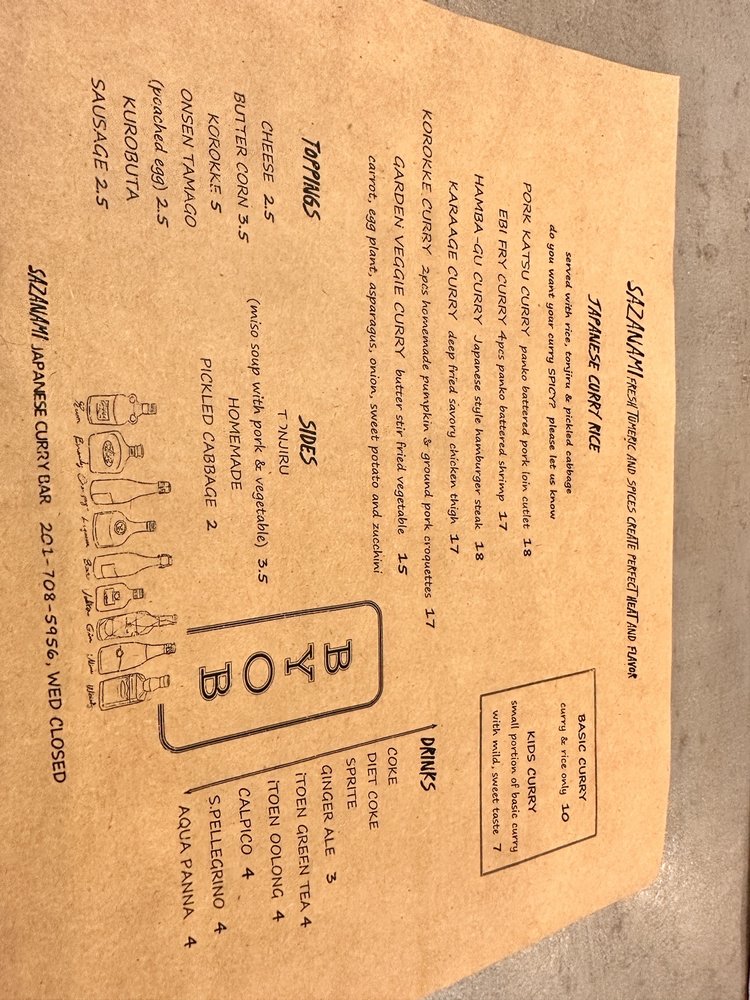 SAZANAMI FRESH TUMERIC AND SPICES CREATE PERFECT HEAT AND FLAVOR
JAPANESE CURRY RICE
served with rice, tonjiru & pickled cabbage
do you want your curry SPICY? please let us know
PORK KATSU CURRY panko battered pork loin cutlet 18
EBI FRY CURRY 4pcs panko battered shrimp 17
HAMBA-GU CURRY Japanese style hamburger steak 18
KARAAGE CURRY deep fried savory chicken thigh 17
KOROKKE CURRY 2pcs homemade pumpkin & ground pork croquettes 17
GARDEN VEGGIE CURRY butter stir fried vegetable 15
carrot, egg plant, asparagus, onion, sweet potato and zucchini
BASIC CURRY
curry & rice only 10
KIDS CURRY
small portion of basic curry
with mild, sweet taste 7
TOPPINGS
CHEESE 2.5
BUTTER CORN 3.5
KOROKKE 5
ONSEN TAMAGO
(poached egg) 2.5
KUROBUTA
SAUSAGE 2.5
SIDES
TONJIRU
(miso soup with pork & vegetable) 3.5
HOMEMADE
PICKLED CABBAGE 2
B
Y
O
B
DRINKS
COKE
DIET COKE
SPRITE
GINGER ALE 3
iTOEN GREEN TEA 4
iTOEN OOLONG 4
CALPICO 4
S.PELLEGRINO 4
AQUA PANNA 4
SAZANAMI JAPANESE CURRY BAR 201-708-5956, WED CLOSED